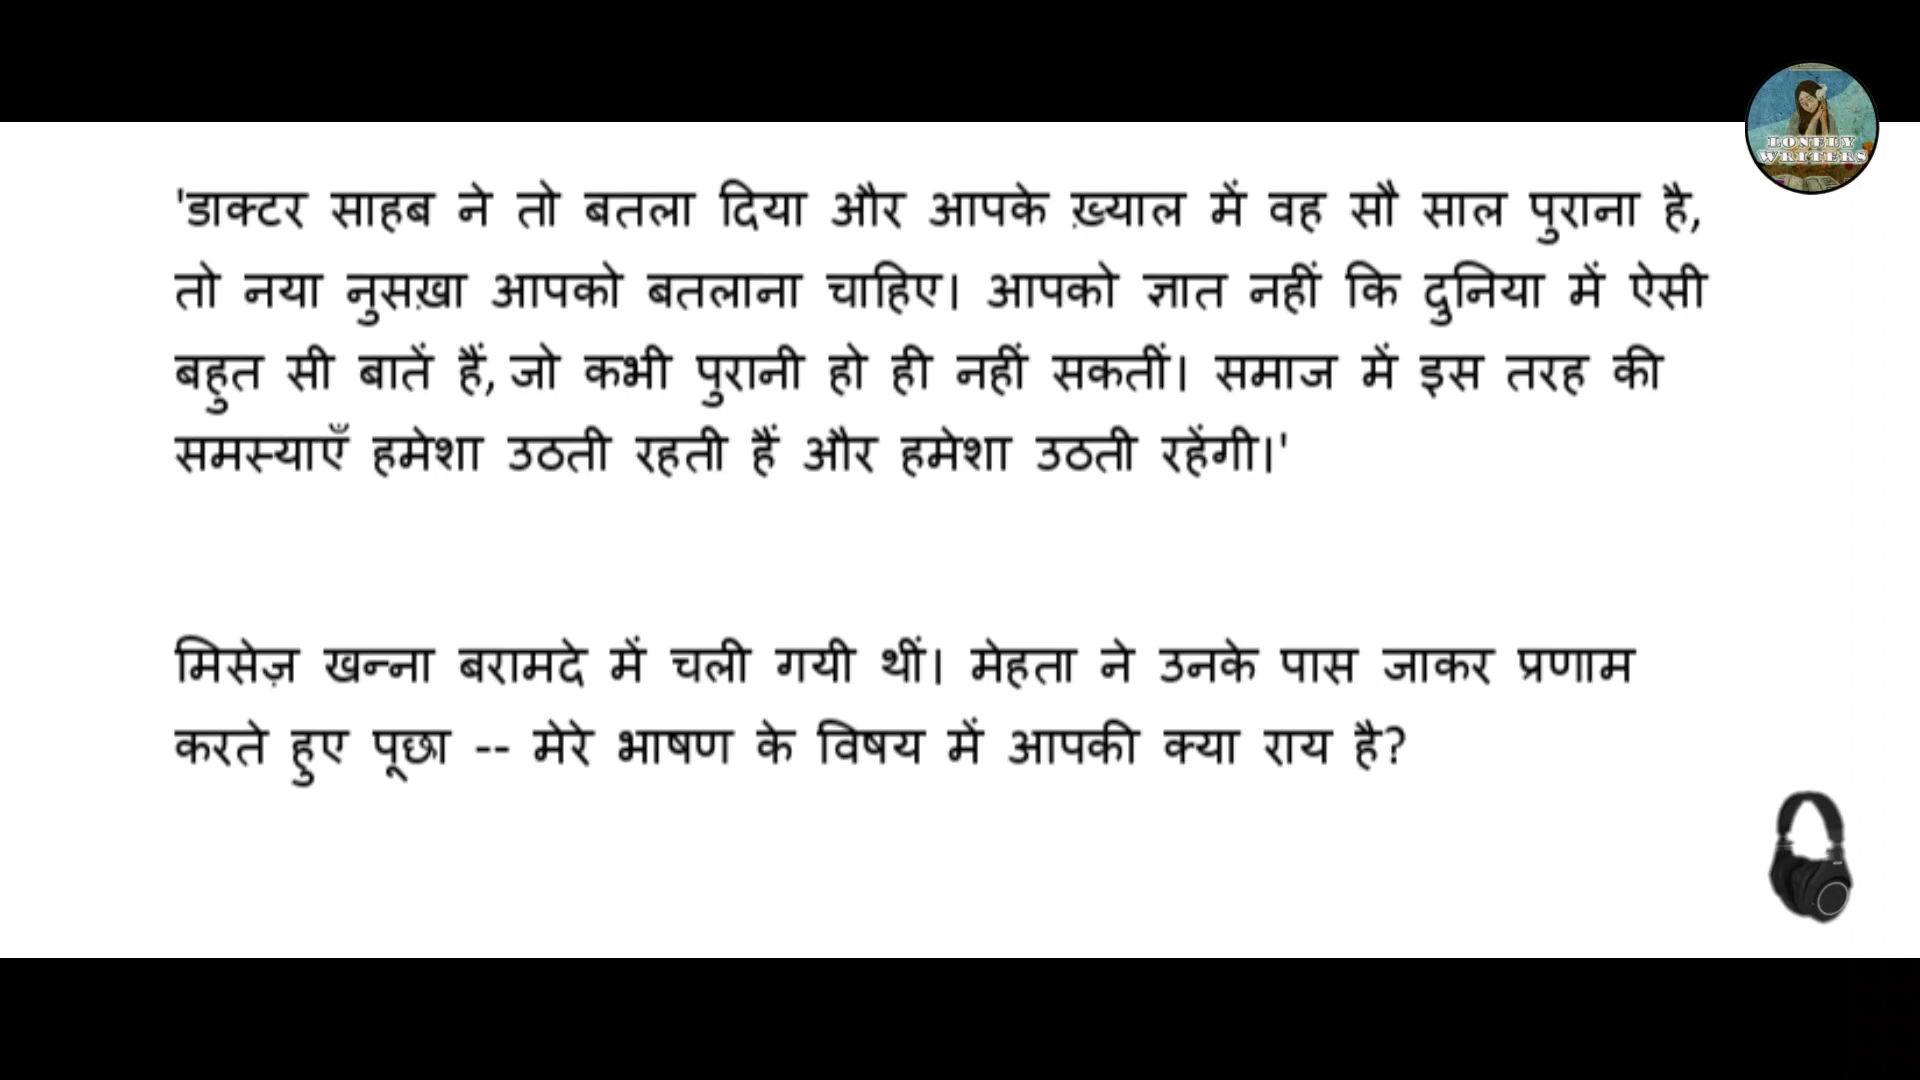 LONELY
WRITERS
'डाक्टर साहब ने तो बतला दिया और आपके ख़्याल में वह सौ साल पुराना है,
तो नया नुसख़ा आपको बतलाना चाहिए। आपको ज्ञात नहीं कि दुनिया में ऐसी
बहुत सी बातें हैं, जो कभी पुरानी हो ही नहीं सकतीं। समाज में इस तरह की
समस्याएँ हमेशा उठती रहती हैं और हमेशा उठती रहेंगी।'
मिसेज़ खन्ना बरामदे में चली गयी थीं। मेहता ने उनके पास जाकर प्रणाम
करते हुए पूछा -- मेरे भाषण के विषय में आपकी क्या राय है?